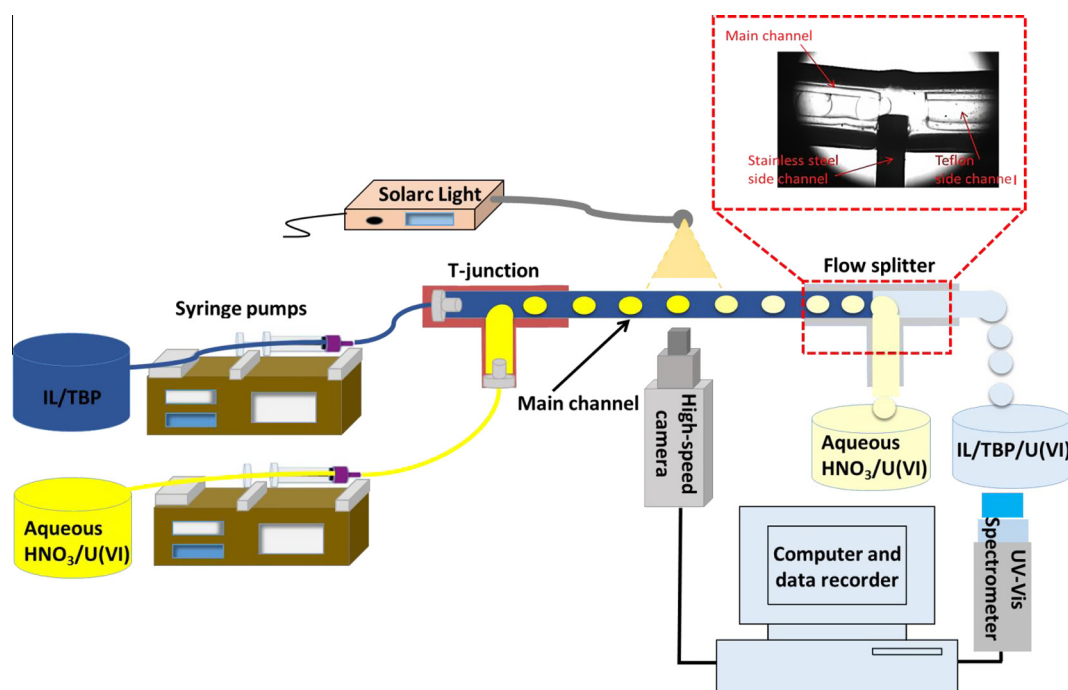 Main channel
Stainless steel
side channel
Teflon
side channel
Solarc Light
T-junction
Flow splitter
Syringe pumps
IL/TBP
Main channel
High-speed
camera
Aqueous
HNO₃/U(VI)
IL/TBP/U(VI)
Aqueous
HNO₃/U(VI)
Computer and
data recorder
UV-Vis
Spectrometer